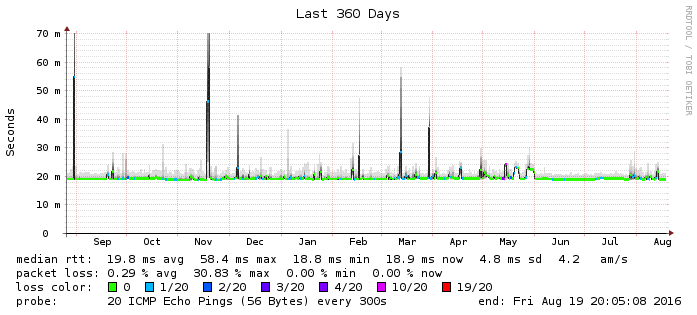 Last 360 Days
RRDTOOL / TOBI OETIKER
Seconds
70 m
60 m
50 m
40 m
30 m
20 m
10 m
0
Sep Oct Nov Dec Jan Feb Mar Apr May Jun Jul Aug
median rtt: 19.8 ms avg 58.4 ms max 18.8 ms min 18.9 ms now 4.8 ms sd 4.2 am/s
packet loss: 0.29 % avg 30.83 % max 0.00 % min 0.00 % now
loss color: 0 1/20 2/20 3/20 4/20 10/20 19/20
probe: 20 ICMP Echo Pings (56 Bytes) every 300s end: Fri Aug 19 20:05:08 2016